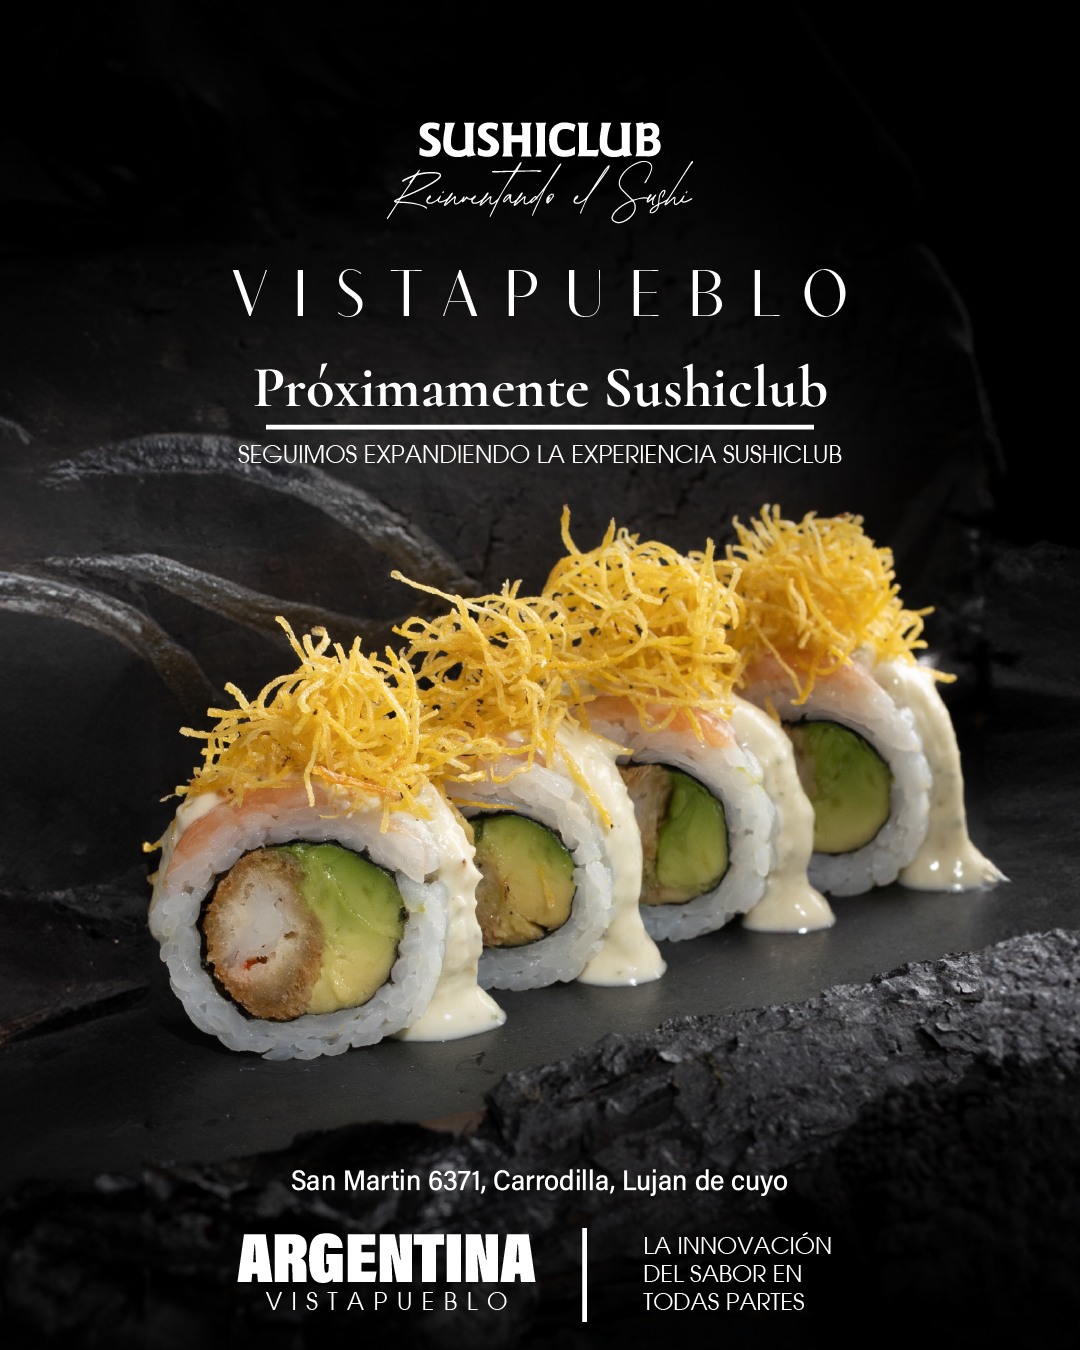 SUSHICLUB
Reinventando el Sushi
VISTAPUEBLO
Próximamente Sushiclub
SEGUIMOS EXPANDIENDO LA EXPERIENCIA SUSHICLUB
San Martin 6371, Carrodilla, Lujan de cuyo
ARGENTINA
VISTAPUEBLO
LA INNOVACIÓN
DEL SABOR EN
TODAS PARTES